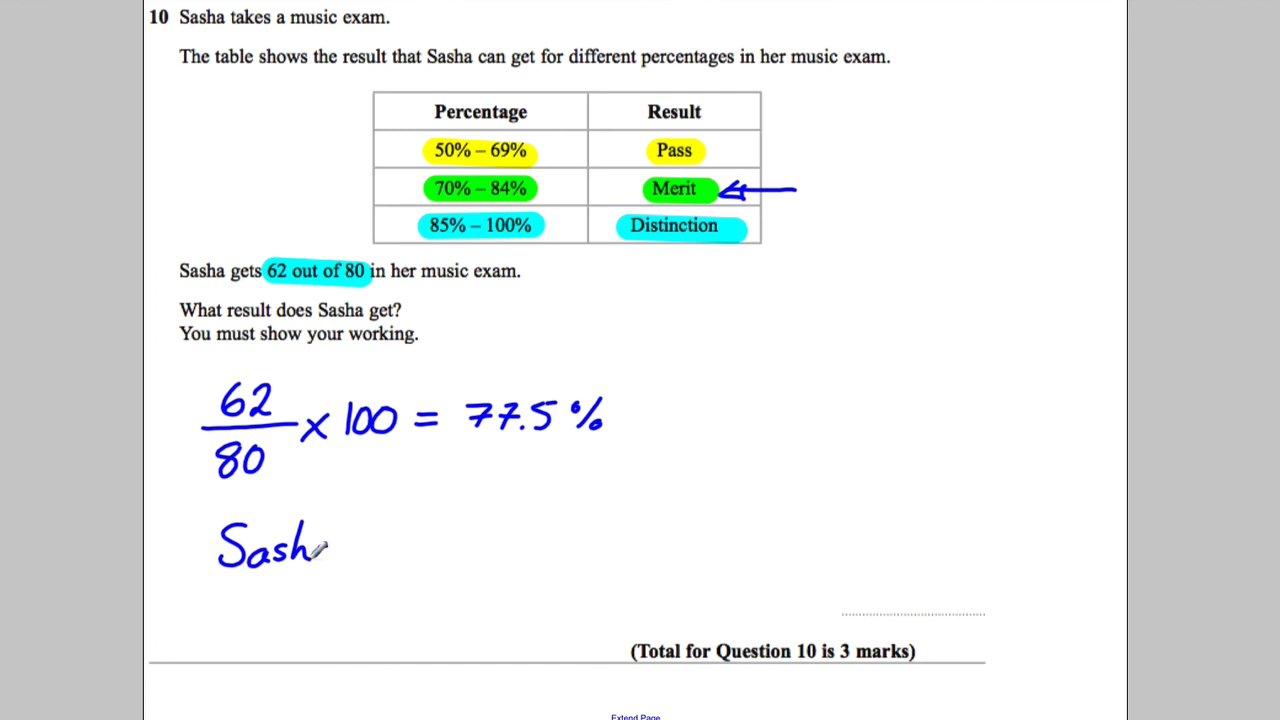 10 Sasha takes a music exam.
The table shows the result that Sasha can get for different percentages in her music exam.
Percentage Result
50% – 69% Pass
70% – 84% Merit
85% – 100% Distinction
Sasha gets 62 out of 80 in her music exam.
What result does Sasha get?
You must show your working.
62
80
× 100 = 77.5 %
Sash
(Total for Question 10 is 3 marks)
Extend Page